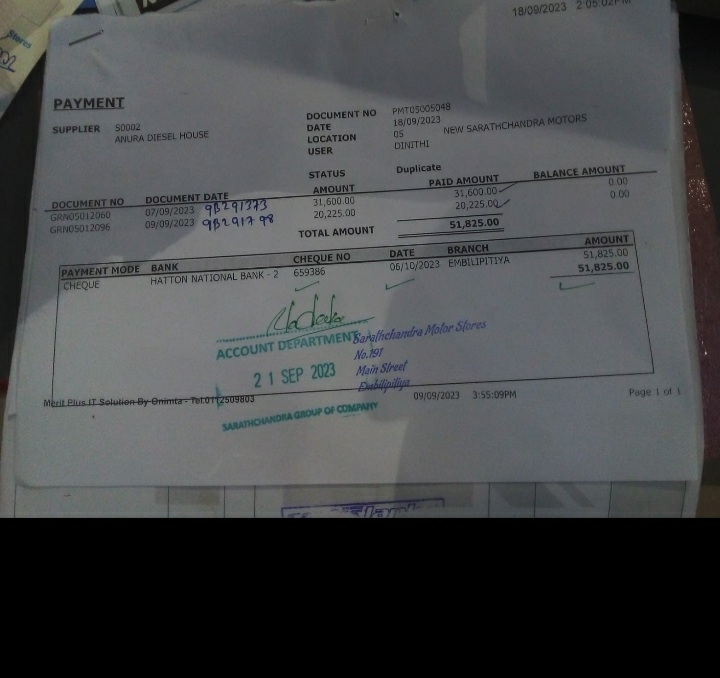 18/09/2023 2:05:02PM
Stores
PAYMENT
SUPPLIER S0002
ANURA DIESEL HOUSE
DOCUMENT NO PMT05005048
DATE 18/09/2023
LOCATION 05 NEW SARATHCHANDRA MOTORS
USER DINITHI
STATUS Duplicate
DOCUMENT NO DOCUMENT DATE AMOUNT PAID AMOUNT BALANCE AMOUNT
GRN05012060 07/09/2023 9B291373 31,600.00 31,600.00 0.00
GRN05012096 09/09/2023 9B291798 20,225.00 20,225.00 0.00
TOTAL AMOUNT 51,825.00
PAYMENT MODE BANK CHEQUE NO DATE BRANCH AMOUNT
CHEQUE HATTON NATIONAL BANK - 2 659386 06/10/2023 EMBILIPITIYA 51,825.00
51,825.00
ACCOUNT DEPARTMENT
21 SEP 2023
SARATHCHANDRA GROUP OF COMPANY
Sarathchandra Motor Stores
No.191
Main Street
Embilipitiya
Merit Plus IT Solution By Onimta - Tel.0112509803 09/09/2023 3:55:09PM Page 1 of 1